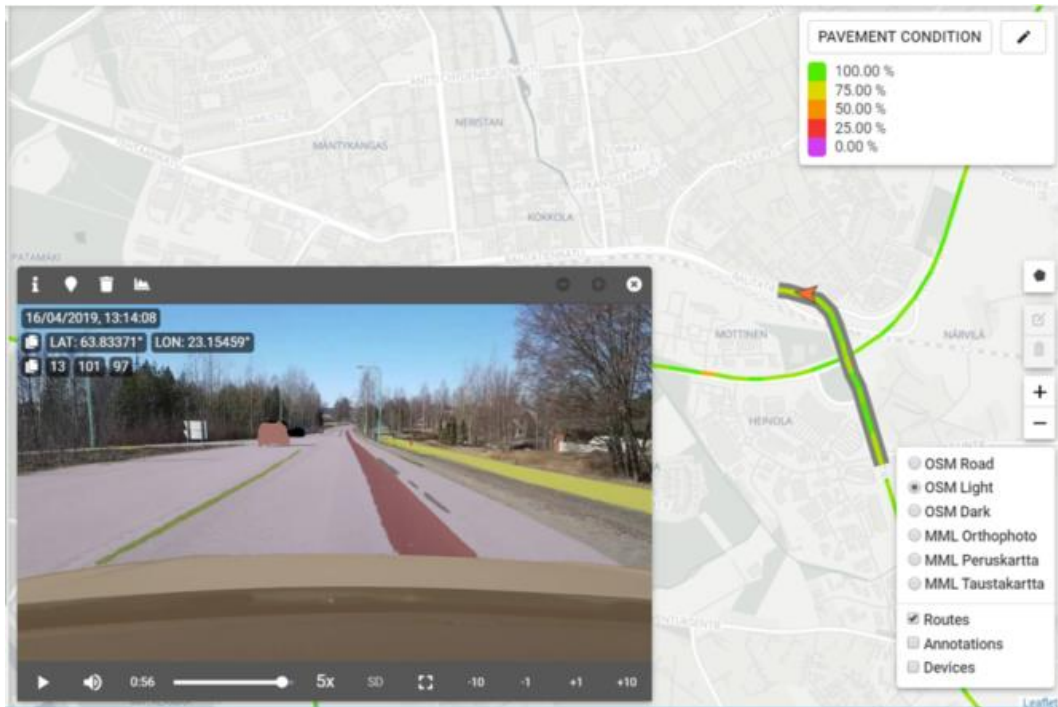 PAVEMENT CONDITION
100.00 %
75.00 %
50.00 %
25.00 %
0.00 %
NERISTAN
MÄNTYKANGAS
KOKKOLA
PATAMÄKI
MOTTINEN
NÄRVILÄ
HEINOLA
16/04/2019, 13:14:08
LAT: 63.83371° LON: 23.15459°
13 101 97
0:56 5x SD -10 -1 +1 +10
+
−
OSM Road
OSM Light
OSM Dark
MML Orthophoto
MML Peruskartta
MML Taustakartta
Routes
Annotations
Devices
Leaflet